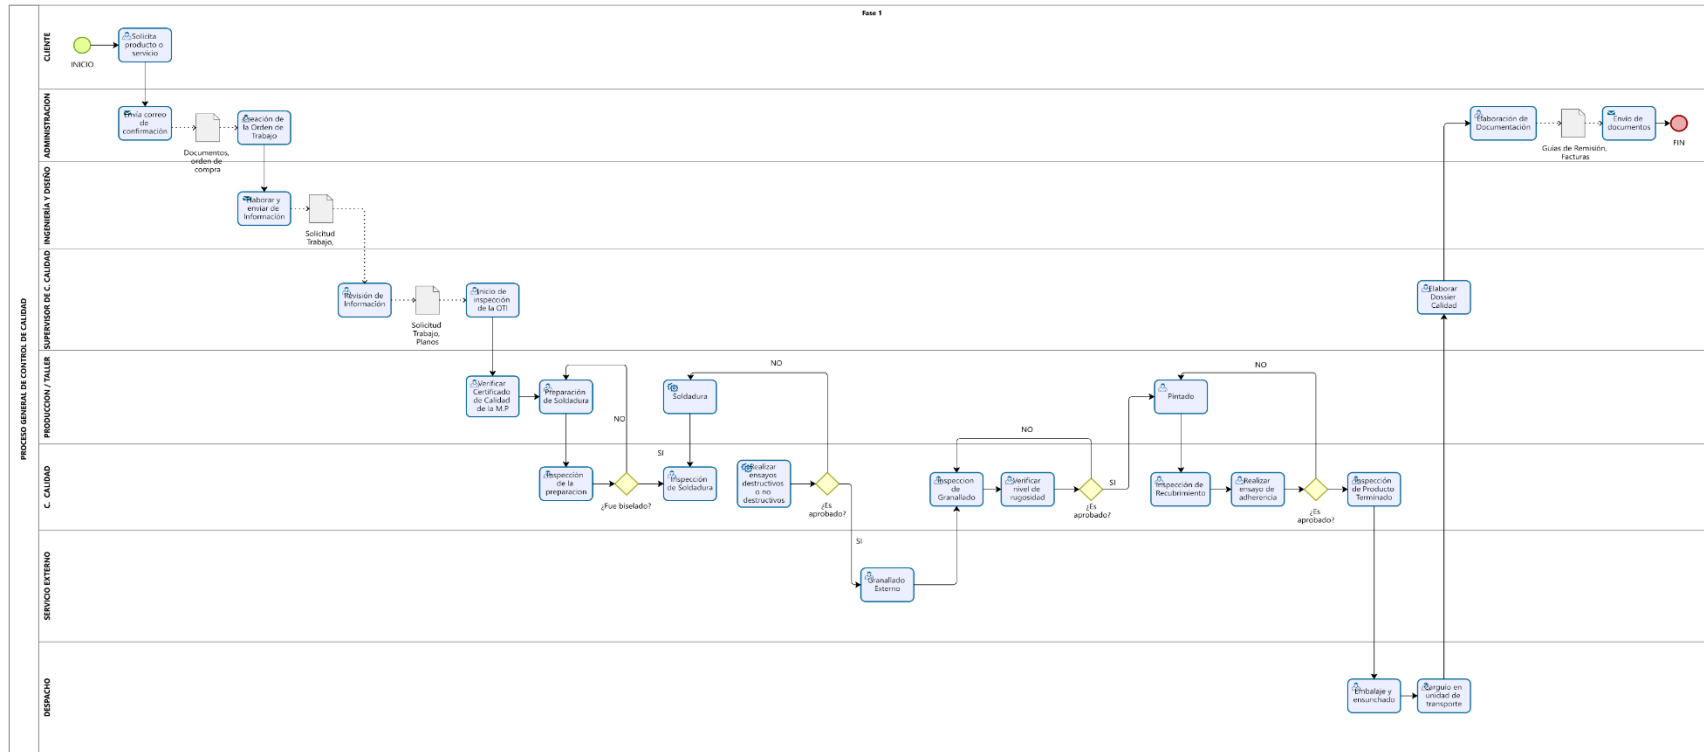 Fase 1
PROCESO GENERAL DE CONTROL DE CALIDAD
CLIENTE
INICIO
Solicita
producto o
servicio
ADMINISTRACION
Envía correo
de
confirmación
Documentos,
orden de
compra
Creación de
la Orden de
Trabajo
Elaboración de
Documentación
Guías de Remisión,
Facturas
Envío de
documentos
FIN
INGENIERÍA Y DISEÑO
Elaborar y
enviar de
Información
Solicitud
Trabajo,
SUPERVISOR DE C. CALIDAD
Revisión de
Información
Solicitud
Trabajo,
Planos
Inicio de
inspección
de la OTI
Elaborar
Dossier
Calidad
PRODUCCION / TALLER
Verificar
Certificado
de Calidad
de la M.P
Preparación
de Soldadura
NO
Soldadura
NO
NO
Pintado
NO
C. CALIDAD
Inspección
de la
preparacion
¿Fue biselado?
SI
Inspección
de Soldadura
Realizar
ensayos
destructivos
o no
destructivos
¿Es
aprobado?
SI
Inspeccion
de
Granallado
Verificar
nivel de
rugosidad
¿Es
aprobado?
SI
Inspección de
Recubrimiento
Realizar
ensayo de
adherencia
¿Es
aprobado?
Inspección
de Producto
Terminado
SERVICIO EXTERNO
Granallado
Externo
DESPACHO
Embalaje y
ensunchado
Carguio en
unidad de
transporte